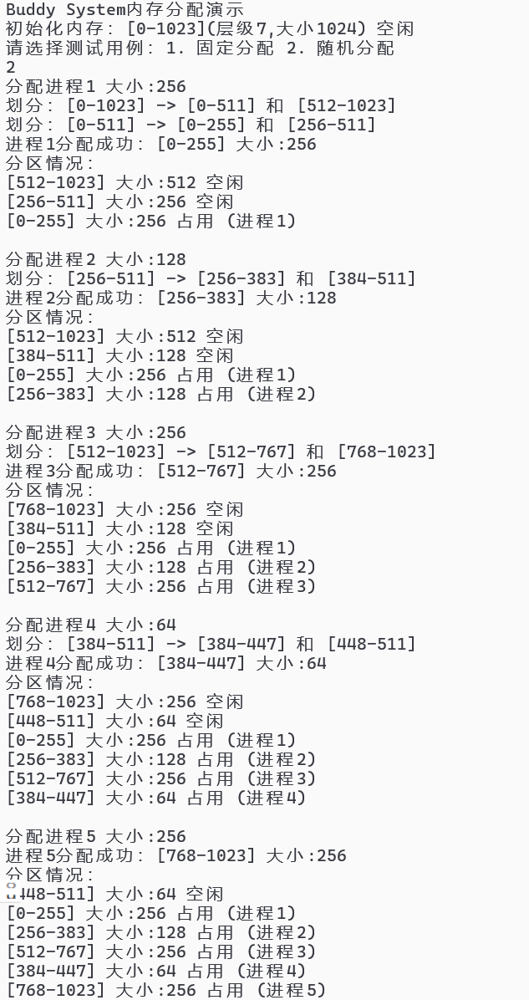 Buddy System内存分配演示
初始化内存: [0-1023](层级7,大小1024) 空闲
请选择测试用例: 1. 固定分配 2. 随机分配
2
分配进程1 大小:256
划分: [0-1023] -> [0-511] 和 [512-1023]
划分: [0-511] -> [0-255] 和 [256-511]
进程1分配成功: [0-255] 大小:256
分区情况:
[512-1023] 大小:512 空闲
[256-511] 大小:256 空闲
[0-255] 大小:256 占用 (进程1)
分配进程2 大小:128
划分: [256-511] -> [256-383] 和 [384-511]
进程2分配成功: [256-383] 大小:128
分区情况:
[512-1023] 大小:512 空闲
[384-511] 大小:128 空闲
[0-255] 大小:256 占用 (进程1)
[256-383] 大小:128 占用 (进程2)
分配进程3 大小:256
划分: [512-1023] -> [512-767] 和 [768-1023]
进程3分配成功: [512-767] 大小:256
分区情况:
[768-1023] 大小:256 空闲
[384-511] 大小:128 空闲
[0-255] 大小:256 占用 (进程1)
[256-383] 大小:128 占用 (进程2)
[512-767] 大小:256 占用 (进程3)
分配进程4 大小:64
划分: [384-511] -> [384-447] 和 [448-511]
进程4分配成功: [384-447] 大小:64
分区情况:
[768-1023] 大小:256 空闲
[448-511] 大小:64 空闲
[0-255] 大小:256 占用 (进程1)
[256-383] 大小:128 占用 (进程2)
[512-767] 大小:256 占用 (进程3)
[384-447] 大小:64 占用 (进程4)
分配进程5 大小:256
进程5分配成功: [768-1023] 大小:256
分区情况:
448-511] 大小:64 空闲
[0-255] 大小:256 占用 (进程1)
[256-383] 大小:128 占用 (进程2)
[512-767] 大小:256 占用 (进程3)
[384-447] 大小:64 占用 (进程4)
[768-1023] 大小:256 占用 (进程5)